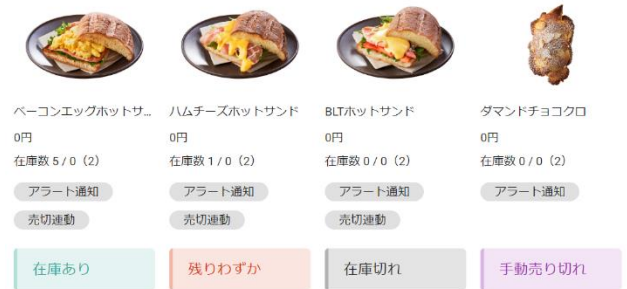 ベーコンエッグホットサ...
ハムチーズホットサンド
BLTホットサンド
ダマンドチョコクロ
0円
0円
0円
0円
在庫数 5 / 0（2）
在庫数 1 / 0（2）
在庫数 0 / 0（2）
在庫数 0 / 0（2）
アラート通知
アラート通知
アラート通知
アラート通知
売切連動
売切連動
売切連動
在庫あり
残りわずか
在庫切れ
手動売り切れ